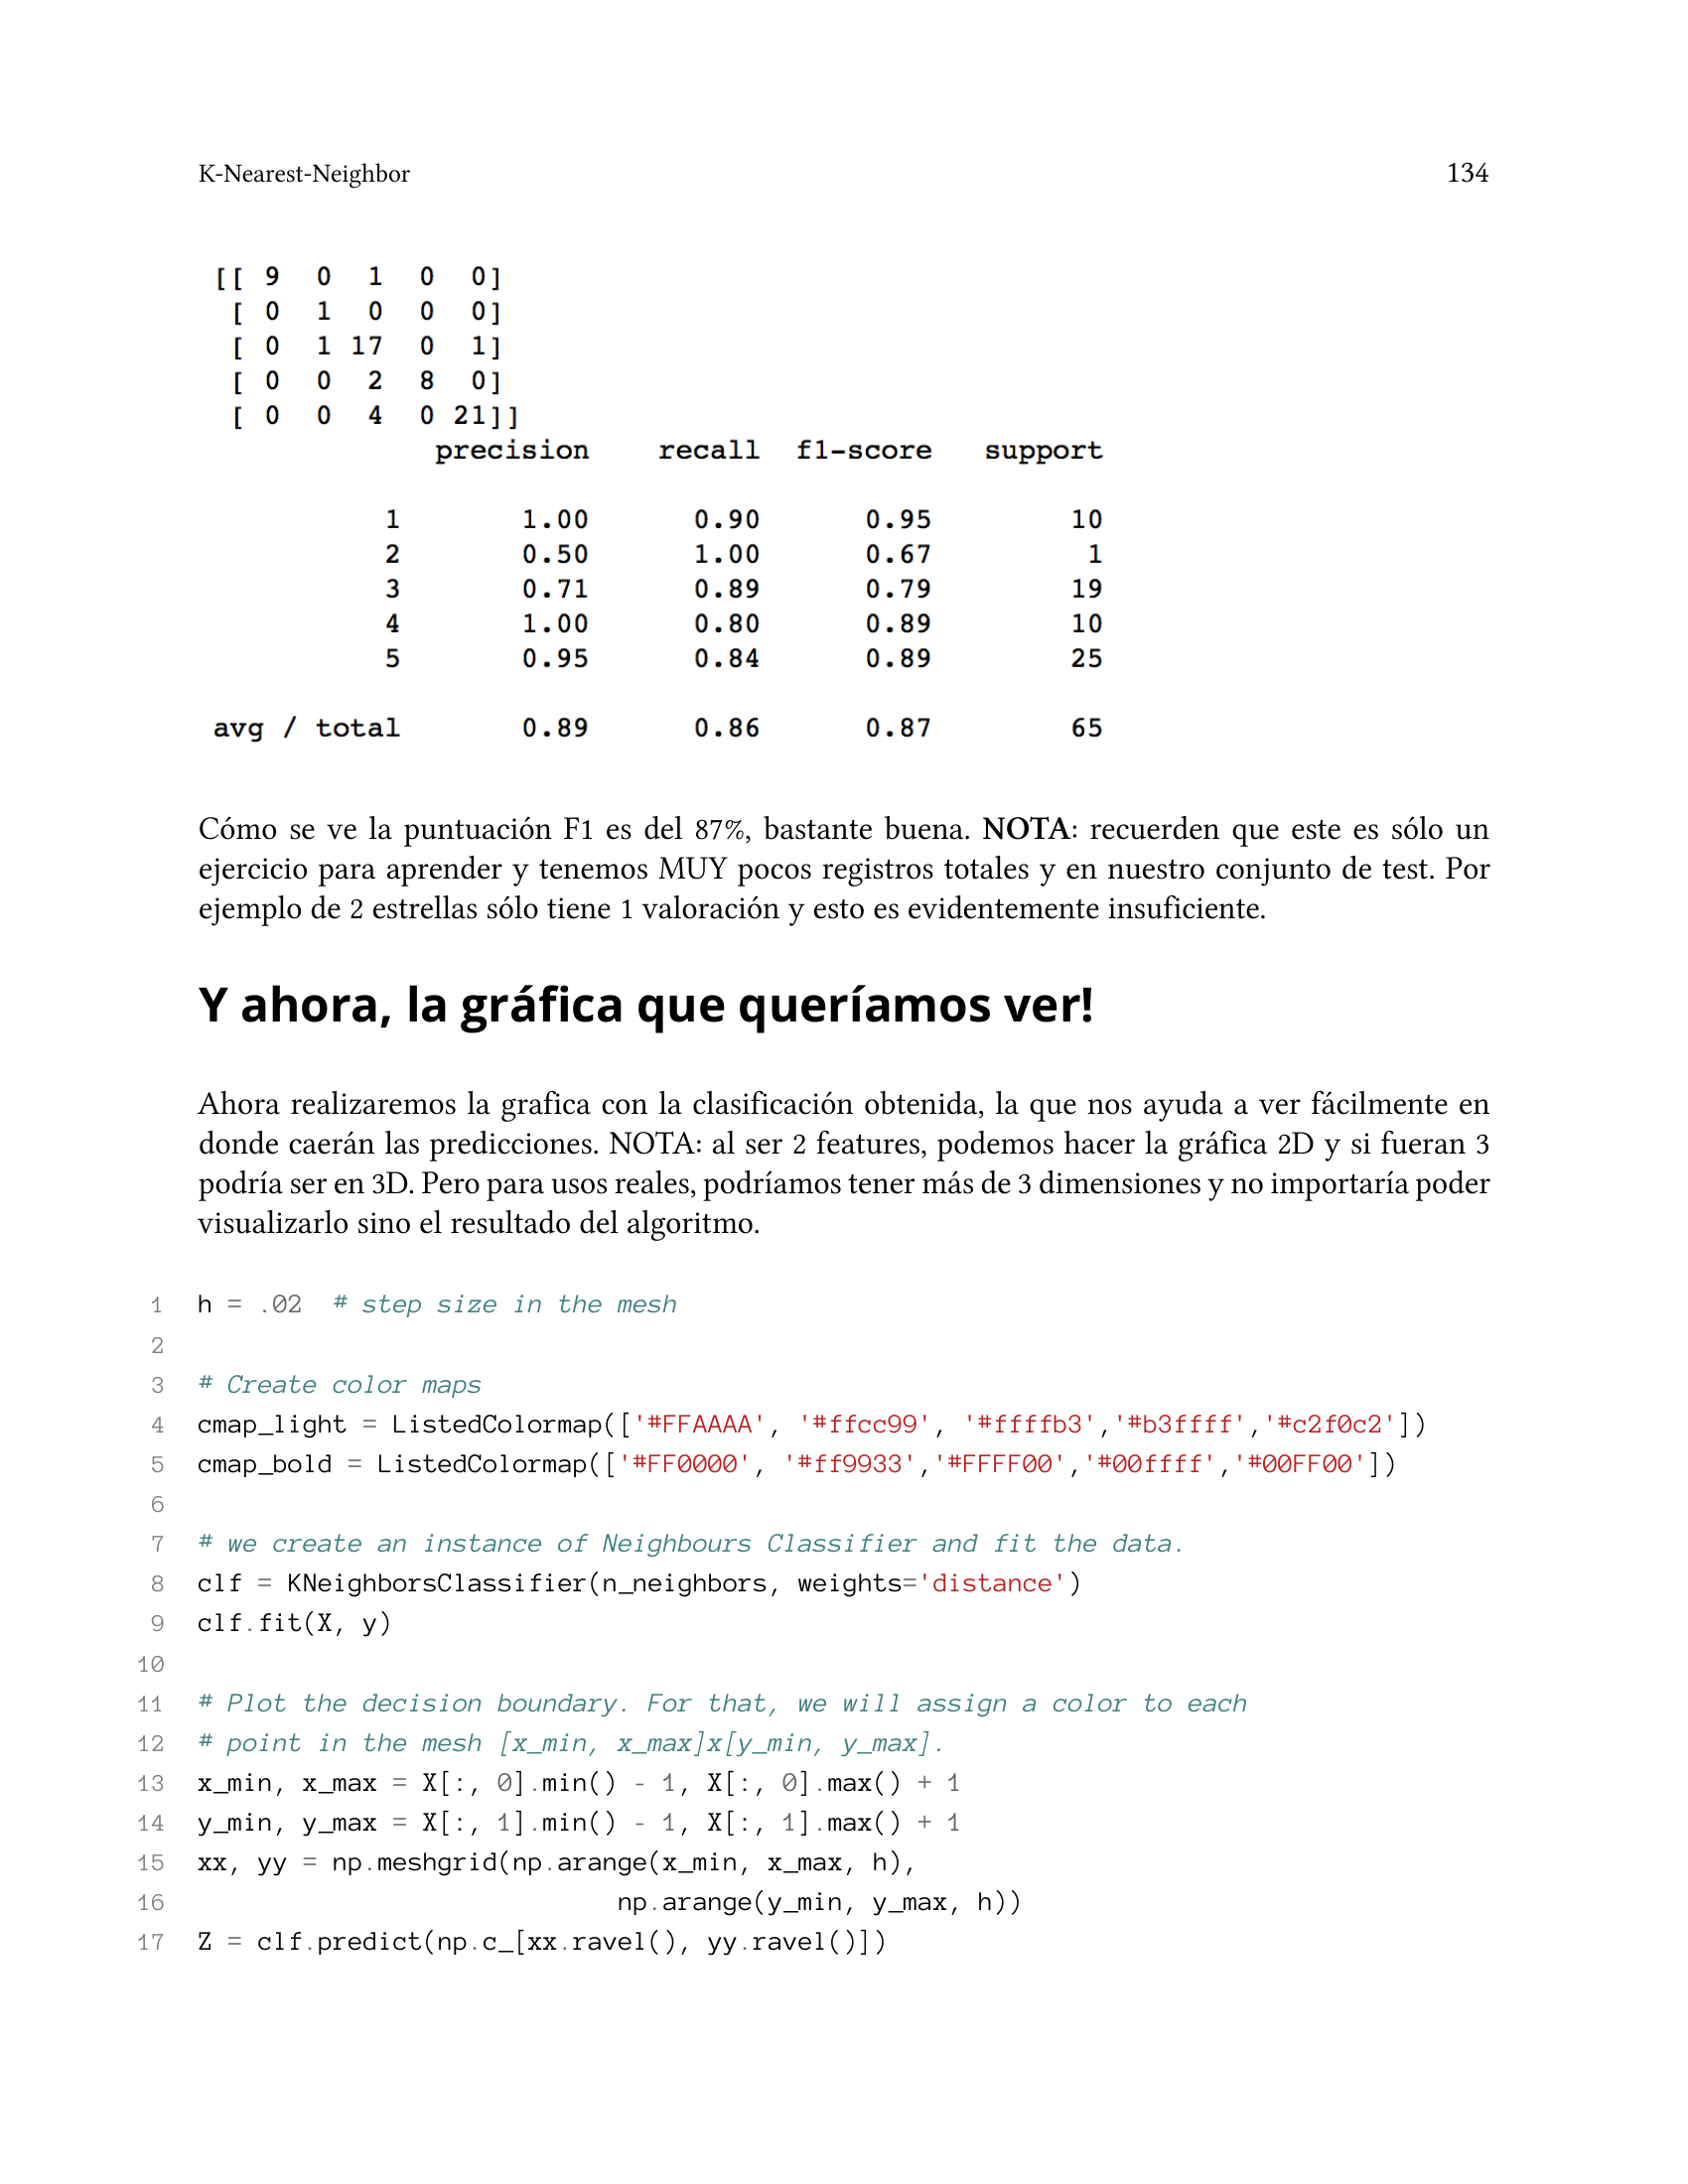 K-Nearest-Neighbor 134
[[ 9  0  1  0  0]
 [ 0  1  0  0  0]
 [ 0  1 17  0  1]
 [ 0  0  2  8  0]
 [ 0  0  4  0 21]]
             precision    recall  f1-score   support
          1       1.00      0.90      0.95        10
          2       0.50      1.00      0.67         1
          3       0.71      0.89      0.79        19
          4       1.00      0.80      0.89        10
          5       0.95      0.84      0.89        25
avg / total       0.89      0.86      0.87        65
Cómo se ve la puntuación F1 es del 87%, bastante buena. NOTA: recuerden que este es sólo un
ejercicio para aprender y tenemos MUY pocos registros totales y en nuestro conjunto de test. Por
ejemplo de 2 estrellas sólo tiene 1 valoración y esto es evidentemente insuficiente.
Y ahora, la gráfica que queríamos ver!
Ahora realizaremos la grafica con la clasificación obtenida, la que nos ayuda a ver fácilmente en
donde caerán las predicciones. NOTA: al ser 2 features, podemos hacer la gráfica 2D y si fueran 3
podría ser en 3D. Pero para usos reales, podríamos tener más de 3 dimensiones y no importaría poder
visualizarlo sino el resultado del algoritmo.
1 h = .02  # step size in the mesh
2
3 # Create color maps
4 cmap_light = ListedColormap(['#FFAAAA', '#ffcc99', '#ffffb3','#b3ffff','#c2f0c2'])
5 cmap_bold = ListedColormap(['#FF0000', '#ff9933','#FFFF00','#00ffff','#00FF00'])
6
7 # we create an instance of Neighbours Classifier and fit the data.
8 clf = KNeighborsClassifier(n_neighbors, weights='distance')
9 clf.fit(X, y)
10
11 # Plot the decision boundary. For that, we will assign a color to each
12 # point in the mesh [x_min, x_max]x[y_min, y_max].
13 x_min, x_max = X[:, 0].min() - 1, X[:, 0].max() + 1
14 y_min, y_max = X[:, 1].min() - 1, X[:, 1].max() + 1
15 xx, yy = np.meshgrid(np.arange(x_min, x_max, h),
16                             np.arange(y_min, y_max, h))
17 Z = clf.predict(np.c_[xx.ravel(), yy.ravel()])